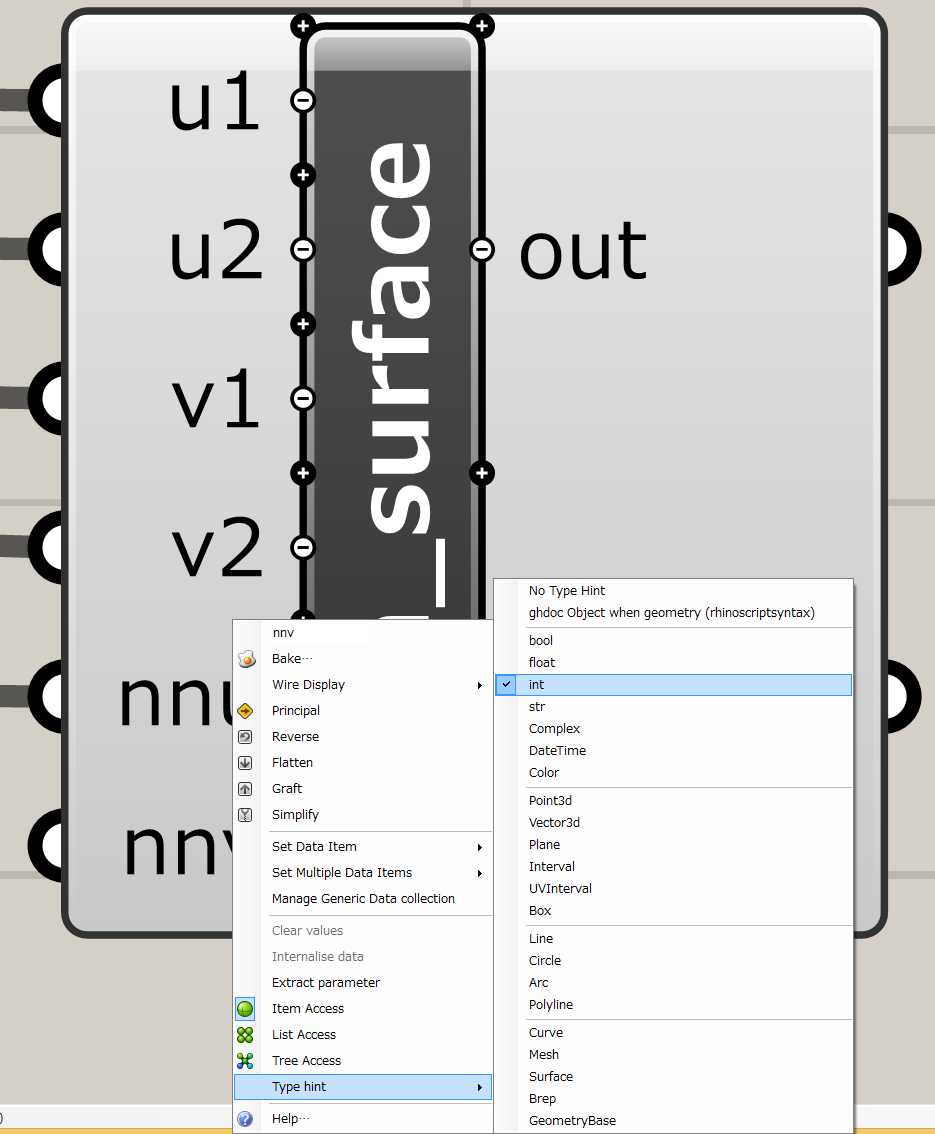 u1
u2
v1
v2
nnu
nnv
_surface
out
nnv
Bake···
Wire Display
Principal
Reverse
Flatten
Graft
Simplify
Set Data Item
Set Multiple Data Items
Manage Generic Data collection
Clear values
Internalise data
Extract parameter
Item Access
List Access
Tree Access
Type hint
Help···
No Type Hint
ghdoc Object when geometry (rhinoscriptsyntax)
bool
float
int
str
Complex
DateTime
Color
Point3d
Vector3d
Plane
Interval
UVInterval
Box
Line
Circle
Arc
Polyline
Curve
Mesh
Surface
Brep
GeometryBase
)